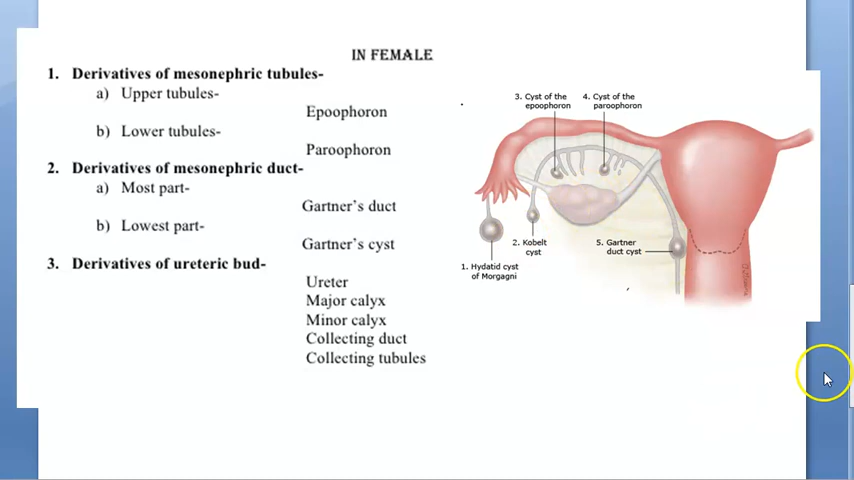 IN FEMALE
1. Derivatives of mesonephric tubules-
a) Upper tubules-
Epoophoron
b) Lower tubules-
Paroophoron
2. Derivatives of mesonephric duct-
a) Most part-
Gartner's duct
b) Lowest part-
Gartner's cyst
3. Derivatives of ureteric bud-
Ureter
Major calyx
Minor calyx
Collecting duct
Collecting tubules
3. Cyst of the
epoophoron
4. Cyst of the
paroophoron
2. Kobelt
cyst
5. Gartner
duct cyst
1. Hydatid cyst
of Morgagni